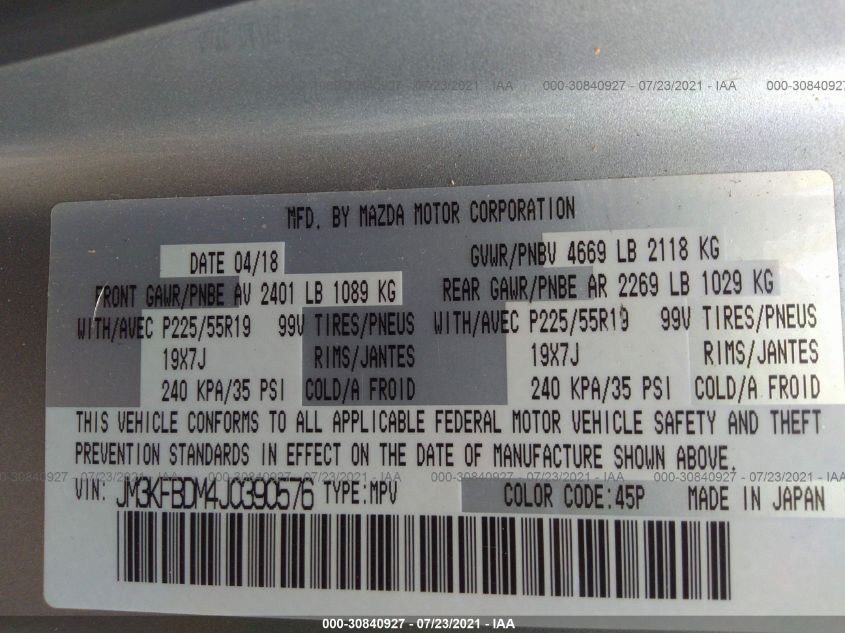 000-30840927 - 07/23/2021 - IAA 000-30840927
MFD. BY MAZDA MOTOR CORPORATION
DATE 04/18 GVWR/PNBV 4669 LB 2118 KG
FRONT GAWR/PNBE AV 2401 LB 1089 KG REAR GAWR/PNBE AR 2269 LB 1029 KG
WITH/AVEC P225/55R19 99V TIRES/PNEUS WITH/AVEC P225/55R19 99V TIRES/PNEUS
19X7J RIMS/JANTES 19X7J RIMS/JANTES
240 KPA/35 PSI COLD/A FROID 240 KPA/35 PSI COLD/A FROID
THIS VEHICLE CONFORMS TO ALL APPLICABLE FEDERAL MOTOR VEHICLE SAFETY AND THEFT
PREVENTION STANDARDS IN EFFECT ON THE DATE OF MANUFACTURE SHOWN ABOVE.
000-30840927 - 07/23/2021 - IAA 000-30840927 - 07/23/2021 - IAA
VIN: JM3KFBDM4J0390576 TYPE:MPV COLOR CODE:45P MADE IN JAPAN
000-30840927 - 07/23/2021 - IAA